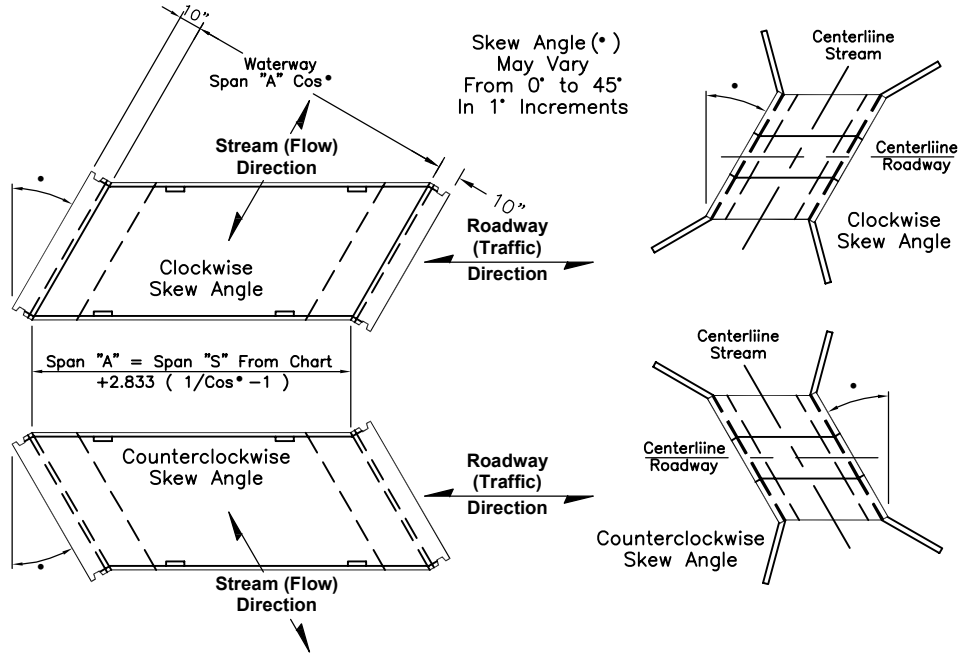 10"
Waterway
Span "A" Cos•
Skew Angle (•)
May Vary
From 0° to 45°
In 1° Increments
Stream (Flow)
Direction
•
10"
Roadway
(Traffic)
Direction
Clockwise
Skew Angle
Span "A" = Span "S" From Chart
+2.833 ( 1/Cos• -1 )
Counterclockwise
Skew Angle
Roadway
(Traffic)
Direction
•
Stream (Flow)
Direction
Centerliine
Stream
•
Centerliine
Roadway
Clockwise
Skew Angle
Centerliine
Stream
•
Centerliine
Roadway
Counterclockwise
Skew Angle